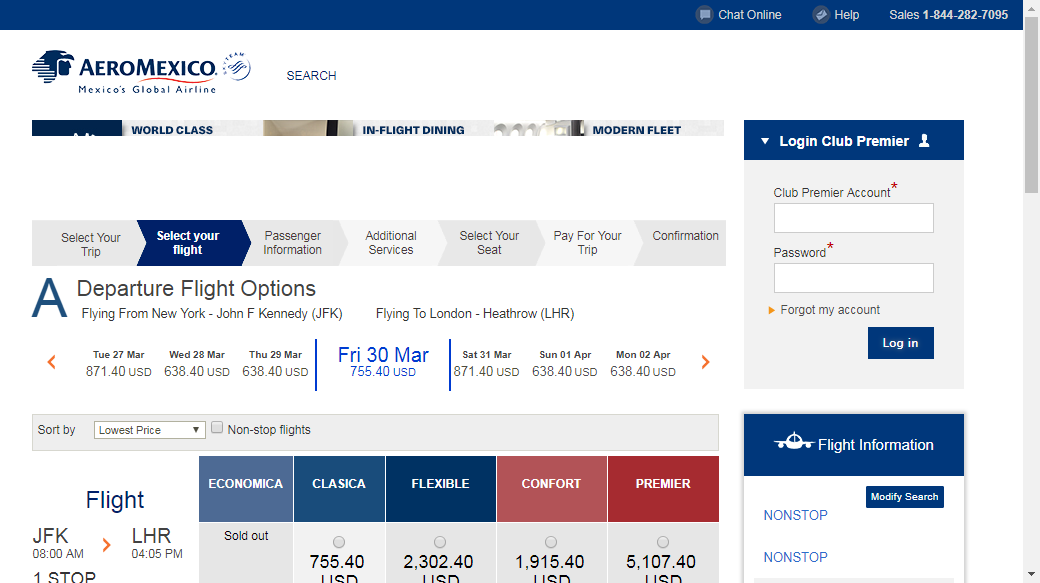 Chat Online
Help
Sales 1-844-282-7095
AEROMEXICO.
SKYTEAM
Mexico's Global Airline
SEARCH
WORLD CLASS
IN-FLIGHT DINING
MODERN FLEET
Login Club Premier
Club Premier Account*
Password*
Forgot my account
Log in
Select Your
Trip
Select your
flight
Passenger
Information
Additional
Services
Select Your
Seat
Pay For Your
Trip
Confirmation
A
Departure Flight Options
Flying From New York - John F Kennedy (JFK)
Flying To London - Heathrow (LHR)
Tue 27 Mar
871.40 USD
Wed 28 Mar
638.40 USD
Thu 29 Mar
638.40 USD
Fri 30 Mar
755.40 USD
Sat 31 Mar
871.40 USD
Sun 01 Apr
638.40 USD
Mon 02 Apr
638.40 USD
Sort by
Lowest Price
Non-stop flights
Flight Information
Modify Search
NONSTOP
NONSTOP
Flight
ECONOMICA
CLASICA
FLEXIBLE
CONFORT
PREMIER
JFK
08:00 AM
LHR
04:05 PM
1 STOP
Sold out
755.40
USD
2,302.40
USD
1,915.40
USD
5,107.40
USD